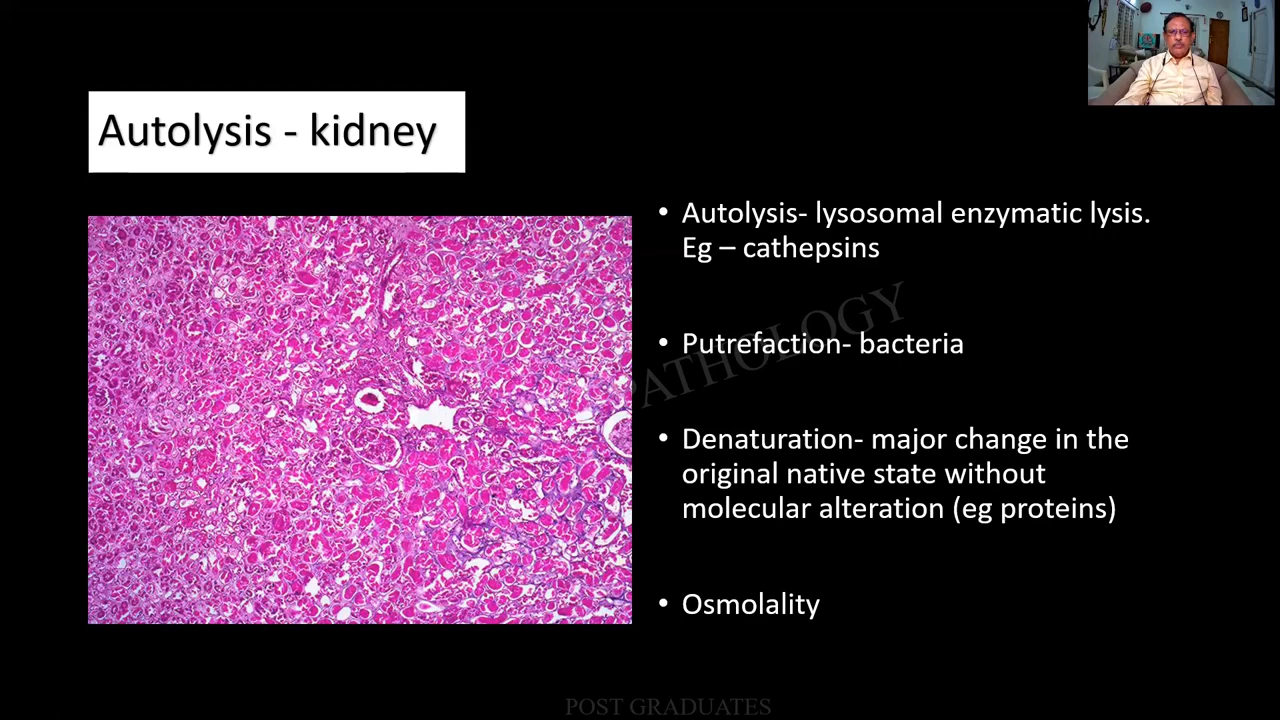 Autolysis - kidney
• Autolysis- lysosomal enzymatic lysis.
Eg – cathepsins
• Putrefaction- bacteria
• Denaturation- major change in the
original native state without
molecular alteration (eg proteins)
• Osmolality
PATHOLOGY
POST GRADUATES